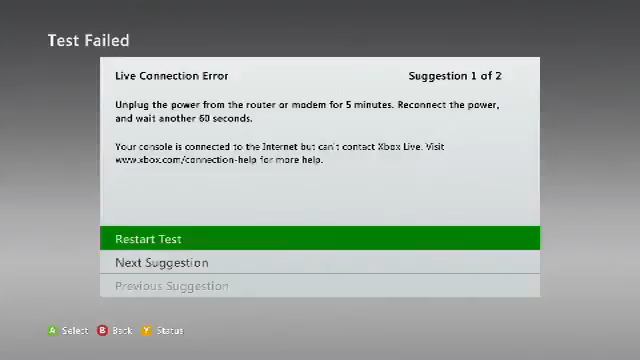 Test Failed
Live Connection Error
Suggestion 1 of 2
Unplug the power from the router or modem for 5 minutes. Reconnect the power,
and wait another 60 seconds.
Your console is connected to the Internet but can't contact Xbox Live. Visit
www.xbox.com/connection-help for more help.
Restart Test
Next Suggestion
Previous Suggestion
A Select B Back Y Status